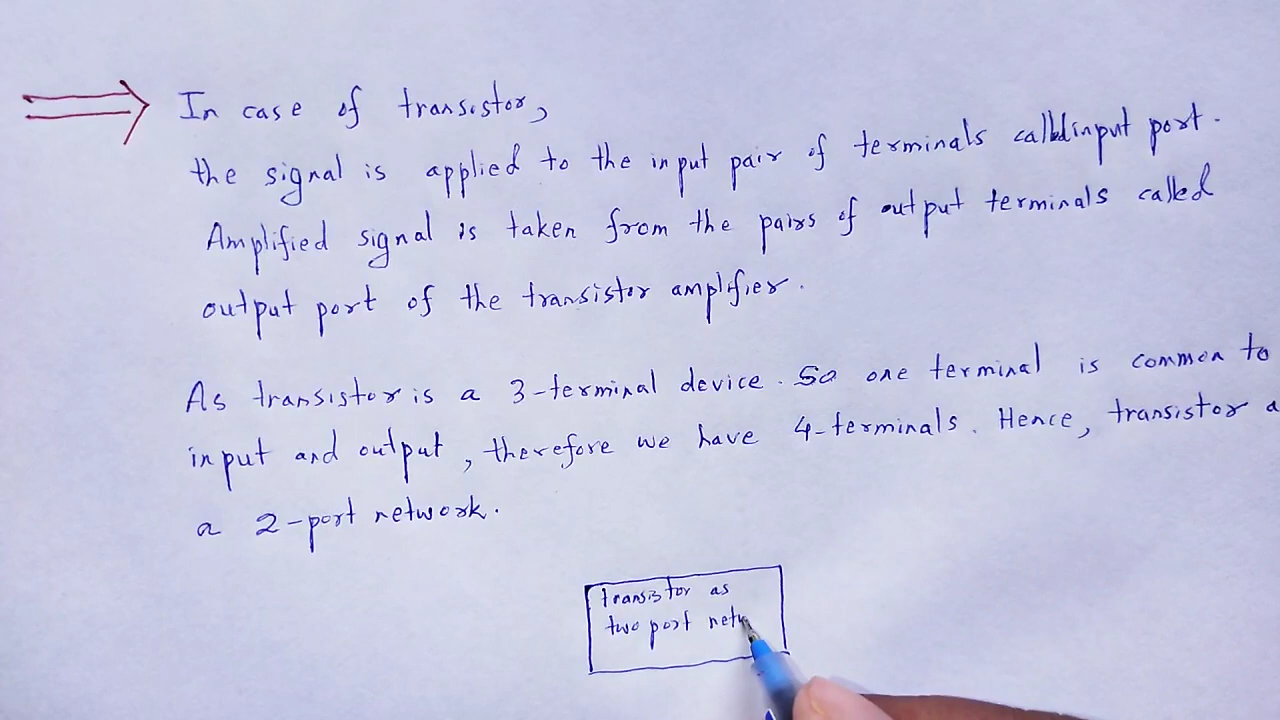 In case of transistor,
the signal is applied to the input pair of terminals called input port.
Amplified signal is taken from the pairs of output terminals called
output port of the transistor amplifier.
As transistor is a 3-terminal device. So one terminal is common to
input and output, therefore we have 4-terminals. Hence, transistor a
a 2-port network.
Transistor as
two port netw